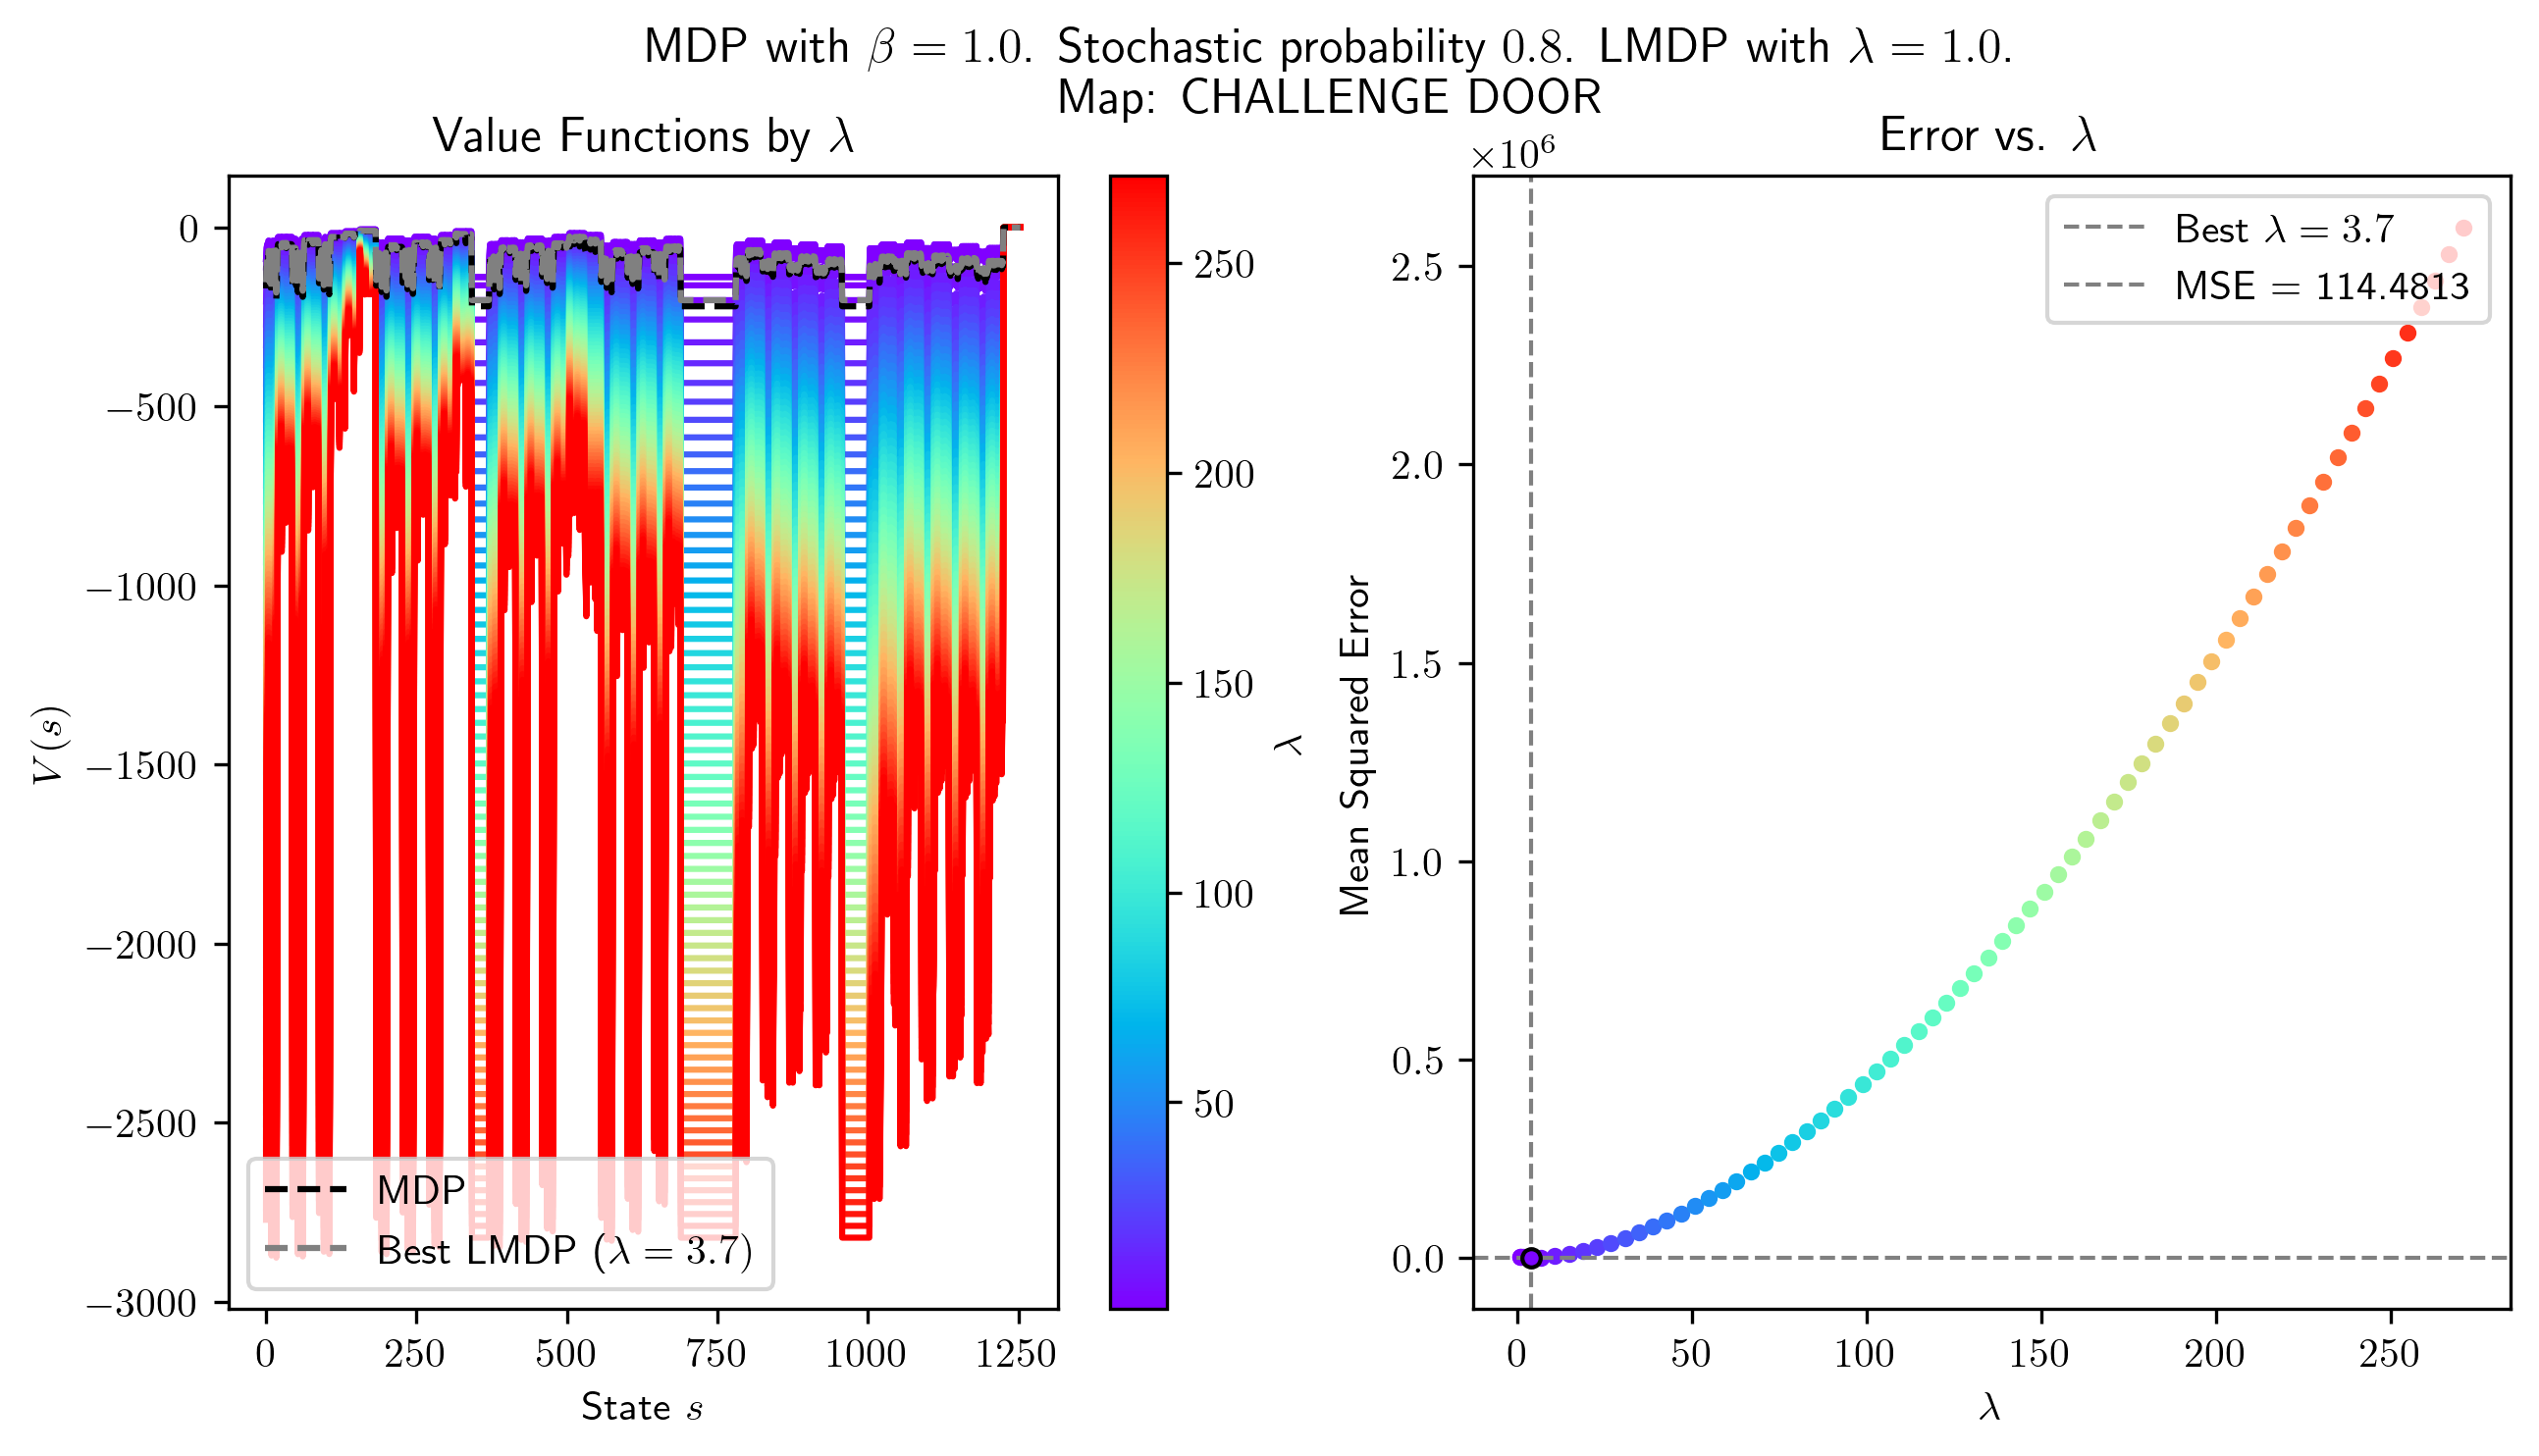 MDP with β = 1.0. Stochastic probability 0.8. LMDP with λ = 1.0.
Map: CHALLENGE DOOR
Value Functions by λ
0
−500
−1000
−1500
−2000
−2500
−3000
V(s)
0 250 500 750 1000 1250
State s
MDP
Best LMDP (λ = 3.7)
250
200
150
100
50
λ
Error vs. λ
×10⁶
2.5
2.0
1.5
1.0
0.5
0.0
Mean Squared Error
0 50 100 150 200 250
λ
Best λ = 3.7
MSE = 114.4813